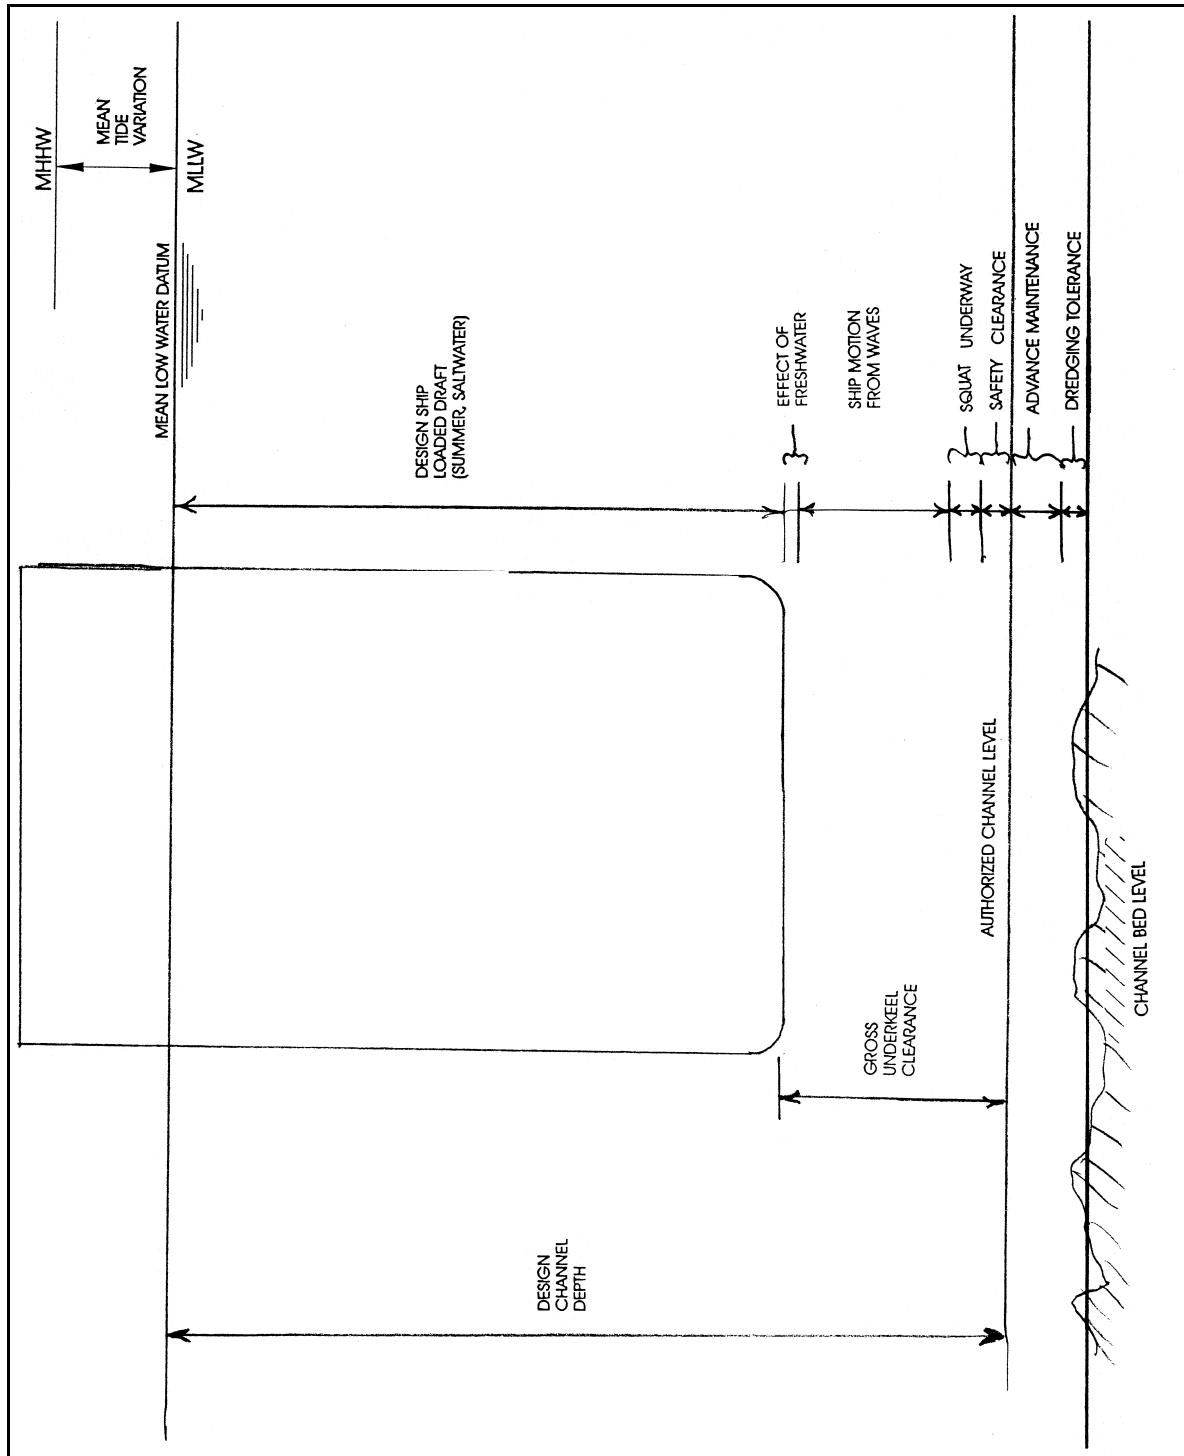 MHHW
MEAN
TIDE
VARIATION
MLLW
MEAN LOW WATER DATUM
DESIGN SHIP
LOADED DRAFT
(SUMMER, SALTWATER)
EFFECT OF
FRESHWATER
SHIP MOTION
FROM WAVES
SQUAT UNDERWAY
SAFETY CLEARANCE
ADVANCE MAINTENANCE
DREDGING TOLERANCE
AUTHORIZED CHANNEL LEVEL
GROSS
UNDERKEEL
CLEARANCE
DESIGN
CHANNEL
DEPTH
CHANNEL BED LEVEL